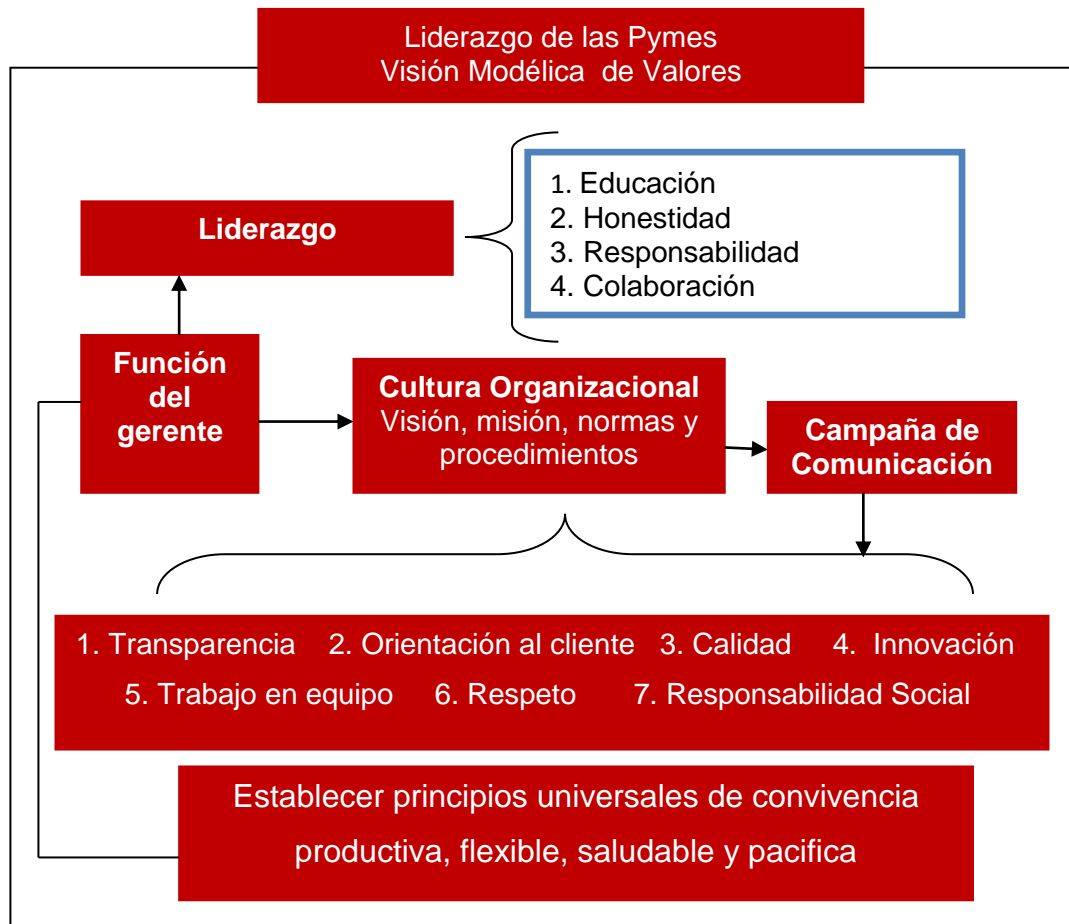 Liderazgo de las Pymes
Visión Modélica de Valores
1. Educación
2. Honestidad
3. Responsabilidad
4. Colaboración
Liderazgo
Función
del
gerente
Cultura Organizacional
Visión, misión, normas y
procedimientos
Campaña de
Comunicación
1. Transparencia 2. Orientación al cliente 3. Calidad 4. Innovación
5. Trabajo en equipo 6. Respeto 7. Responsabilidad Social
Establecer principios universales de convivencia
productiva, flexible, saludable y pacifica